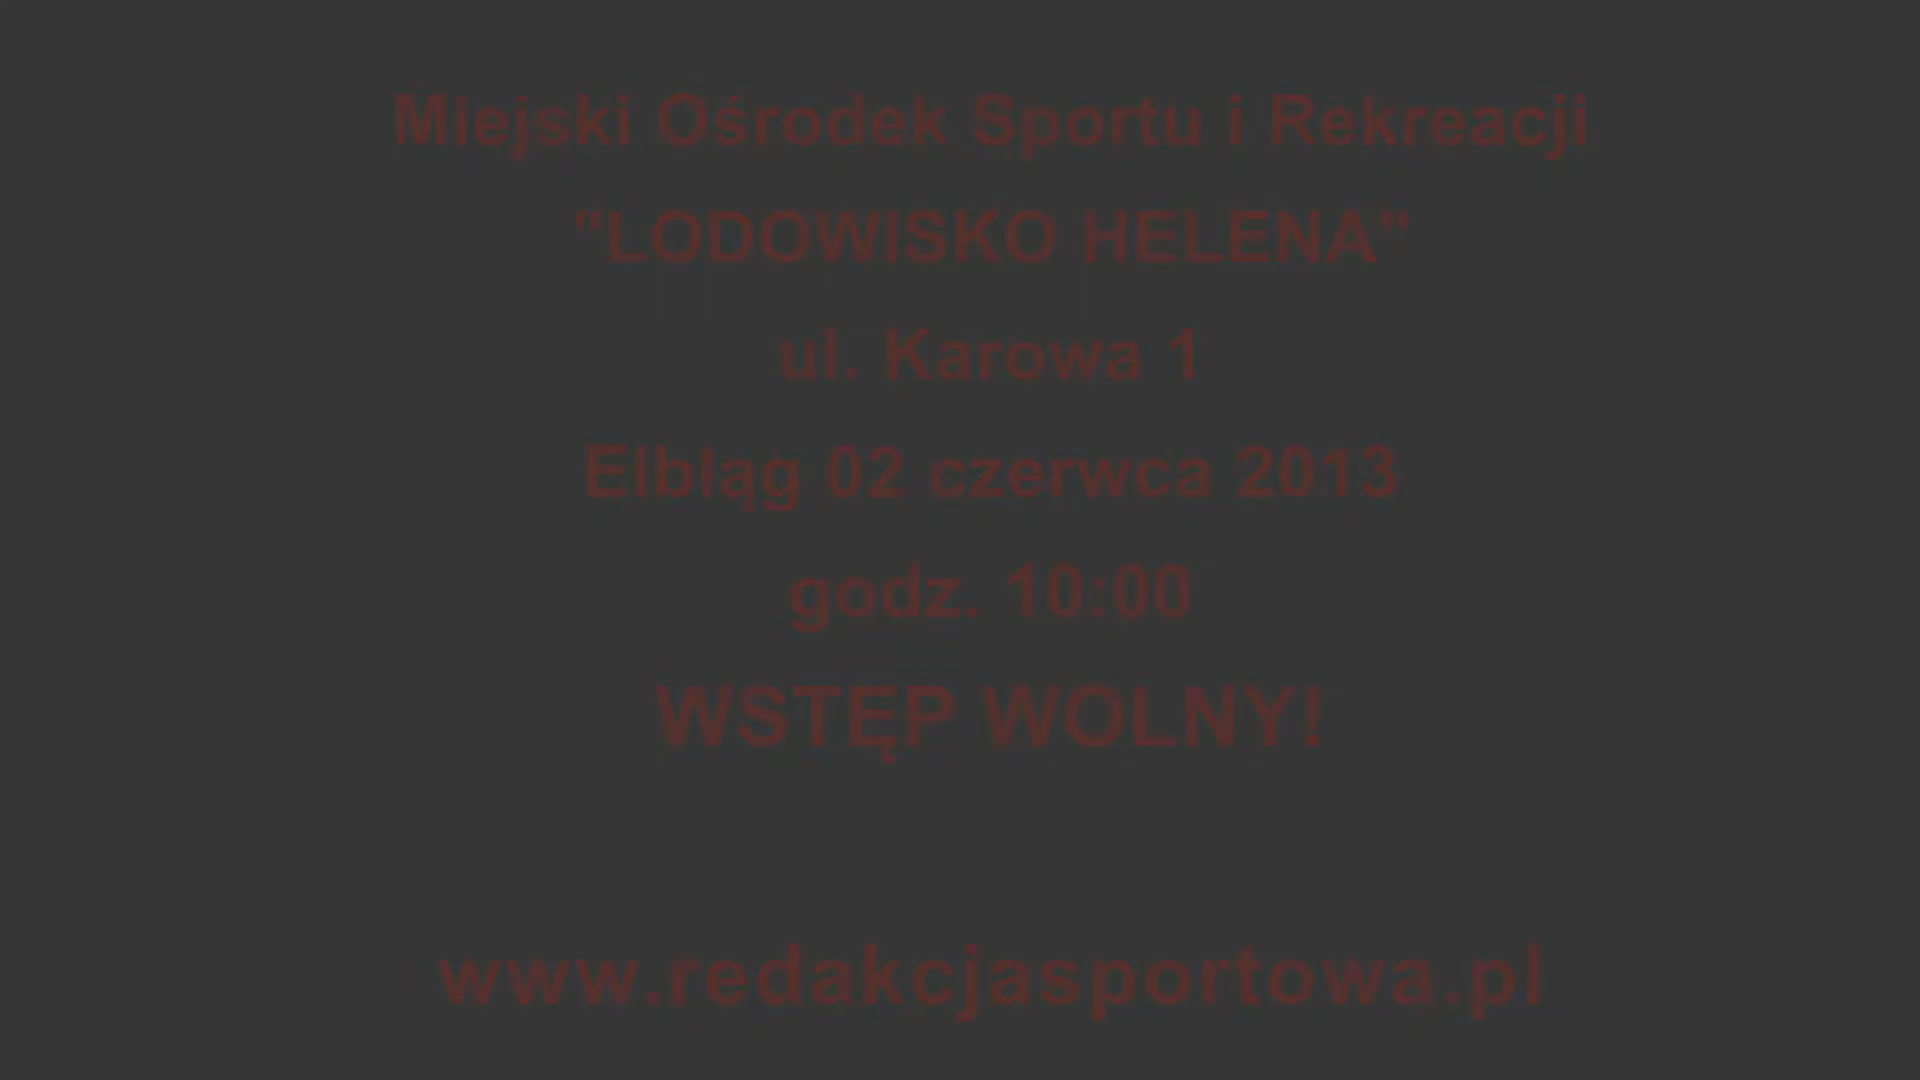 Miejski Ośrodek Sportu i Rekreacji
"LODOWISKO HELENA"
ul. Karowa 1
Elbląg 02 czerwca 2013
godz. 10:00
WSTĘP WOLNY!
www.redakcjasportowa.pl